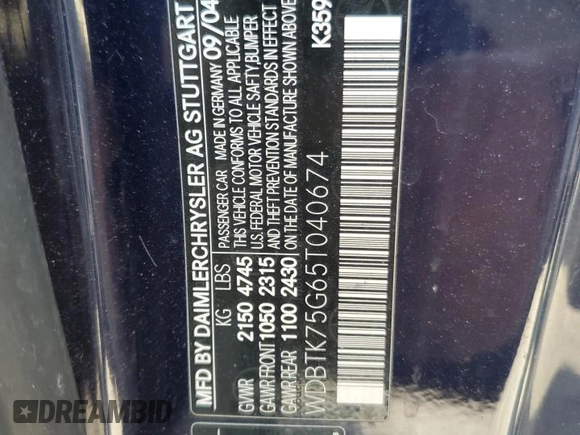 MFD BY DAIMLERCHRYSLER AG STUTTGART
PASSENGER CAR MADE IN GERMANY 09/04
KG LBS
THIS VEHICLE CONFORMS TO ALL APPLICABLE
GVWR 2150 4745 U.S. FEDERAL MOTOR VEHICLE SAFTY,BUMPER
GAWR FRONT 1050 2315 AND THEFT PREVENTION STANDARDS IN EFFECT
GAWR REAR 1100 2430 ON THE DATE OF MANUFACTURE SHOWN ABOVE
WDBTK75G65T040674
K359
DREAMBID